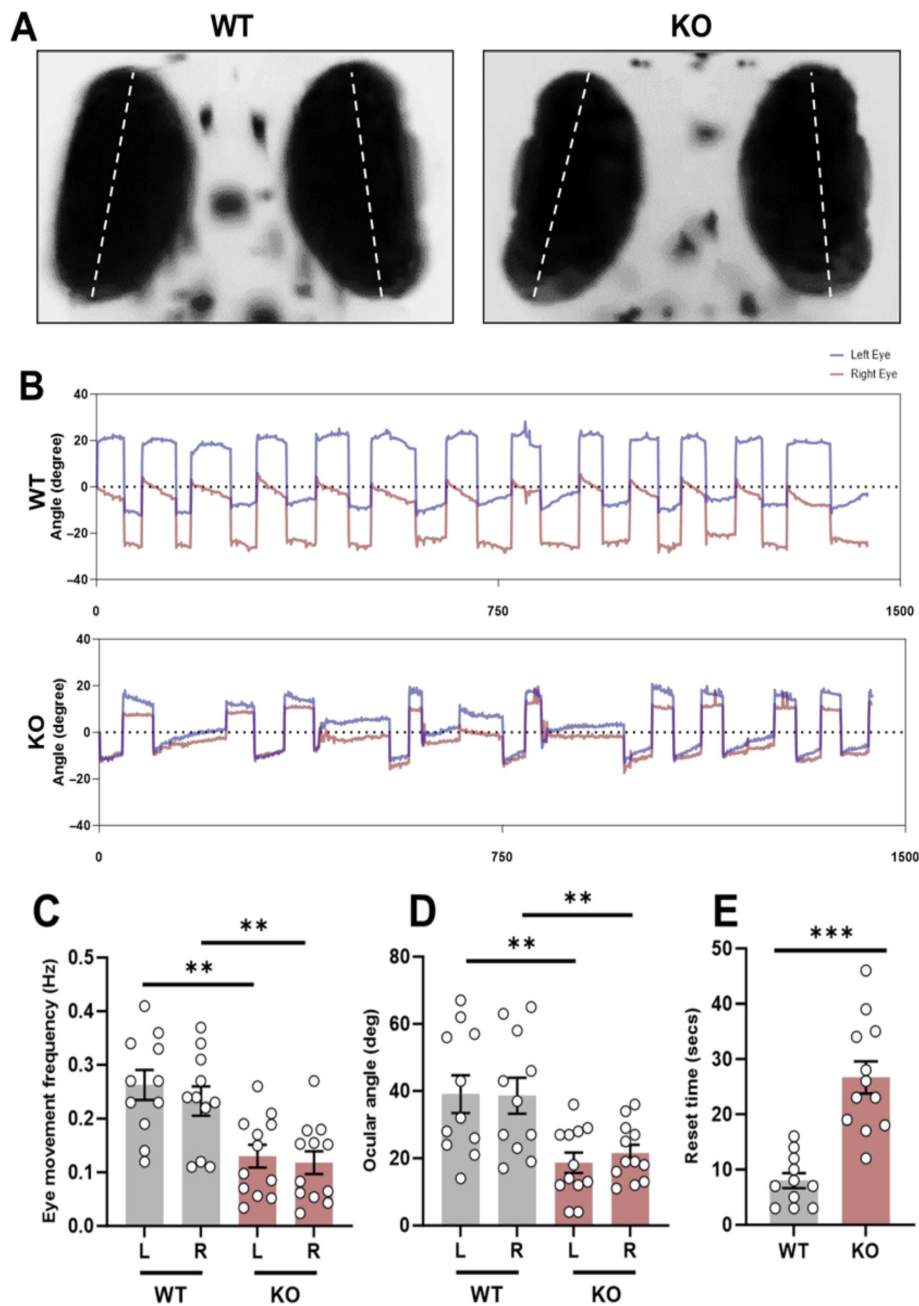 A
WT
KO
Left Eye
Right Eye
B
WT
Angle (degree)
40
20
0
−20
−40
0
750
1500
KO
Angle (degree)
40
20
0
−20
−40
0
750
1500
C
Eye movement frequency (Hz)
0.5
0.4
0.3
0.2
0.1
0.0
**
**
L
R
L
R
WT
KO
D
Ocular angle (deg)
80
60
40
20
0
**
**
L
R
L
R
WT
KO
E
Reset time (secs)
50
40
30
20
10
0
***
WT
KO